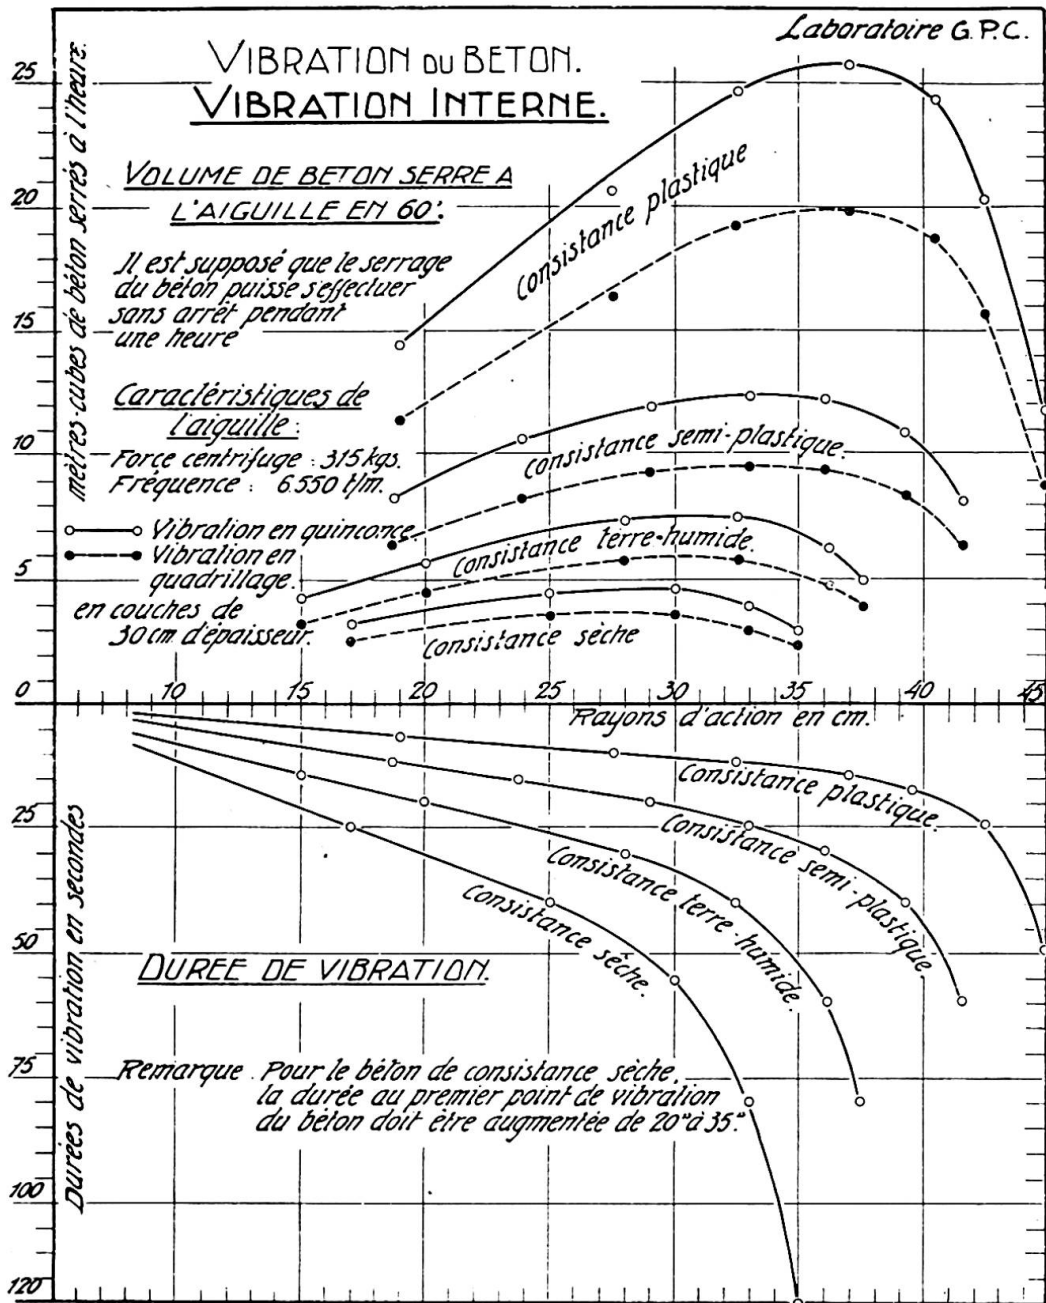 Laboratoire G.P.C.
VIBRATION DU BETON.
VIBRATION INTERNE.
VOLUME DE BETON SERRE A
L'AIGUILLE EN 60'.
Il est supposé que le serrage
du béton puisse s'effectuer
sans arrêt pendant
une heure
Caractéristiques de
l'aiguille :
Force centrifuge : 315 kgs.
Fréquence : 6.550 t/m.
Vibration en quinconce
Vibration en
quadrillage.
en couches de
30 cm d'épaisseur.
mètres-cubes de béton serrés à l'heure.
25
20
15
10
5
0
Consistance plastique
Consistance semi-plastique.
Consistance terre-humide.
Consistance sèche
10 15 20 25 30 35 40 45
Rayons d'action en cm.
Durées de vibration en secondes
25
50
75
100
120
Consistance plastique.
Consistance semi-plastique.
Consistance terre-humide.
Consistance sèche.
DUREE DE VIBRATION.
Remarque : Pour le béton de consistance sèche,
la durée au premier point de vibration
du béton doit être augmentée de 20" à 35".